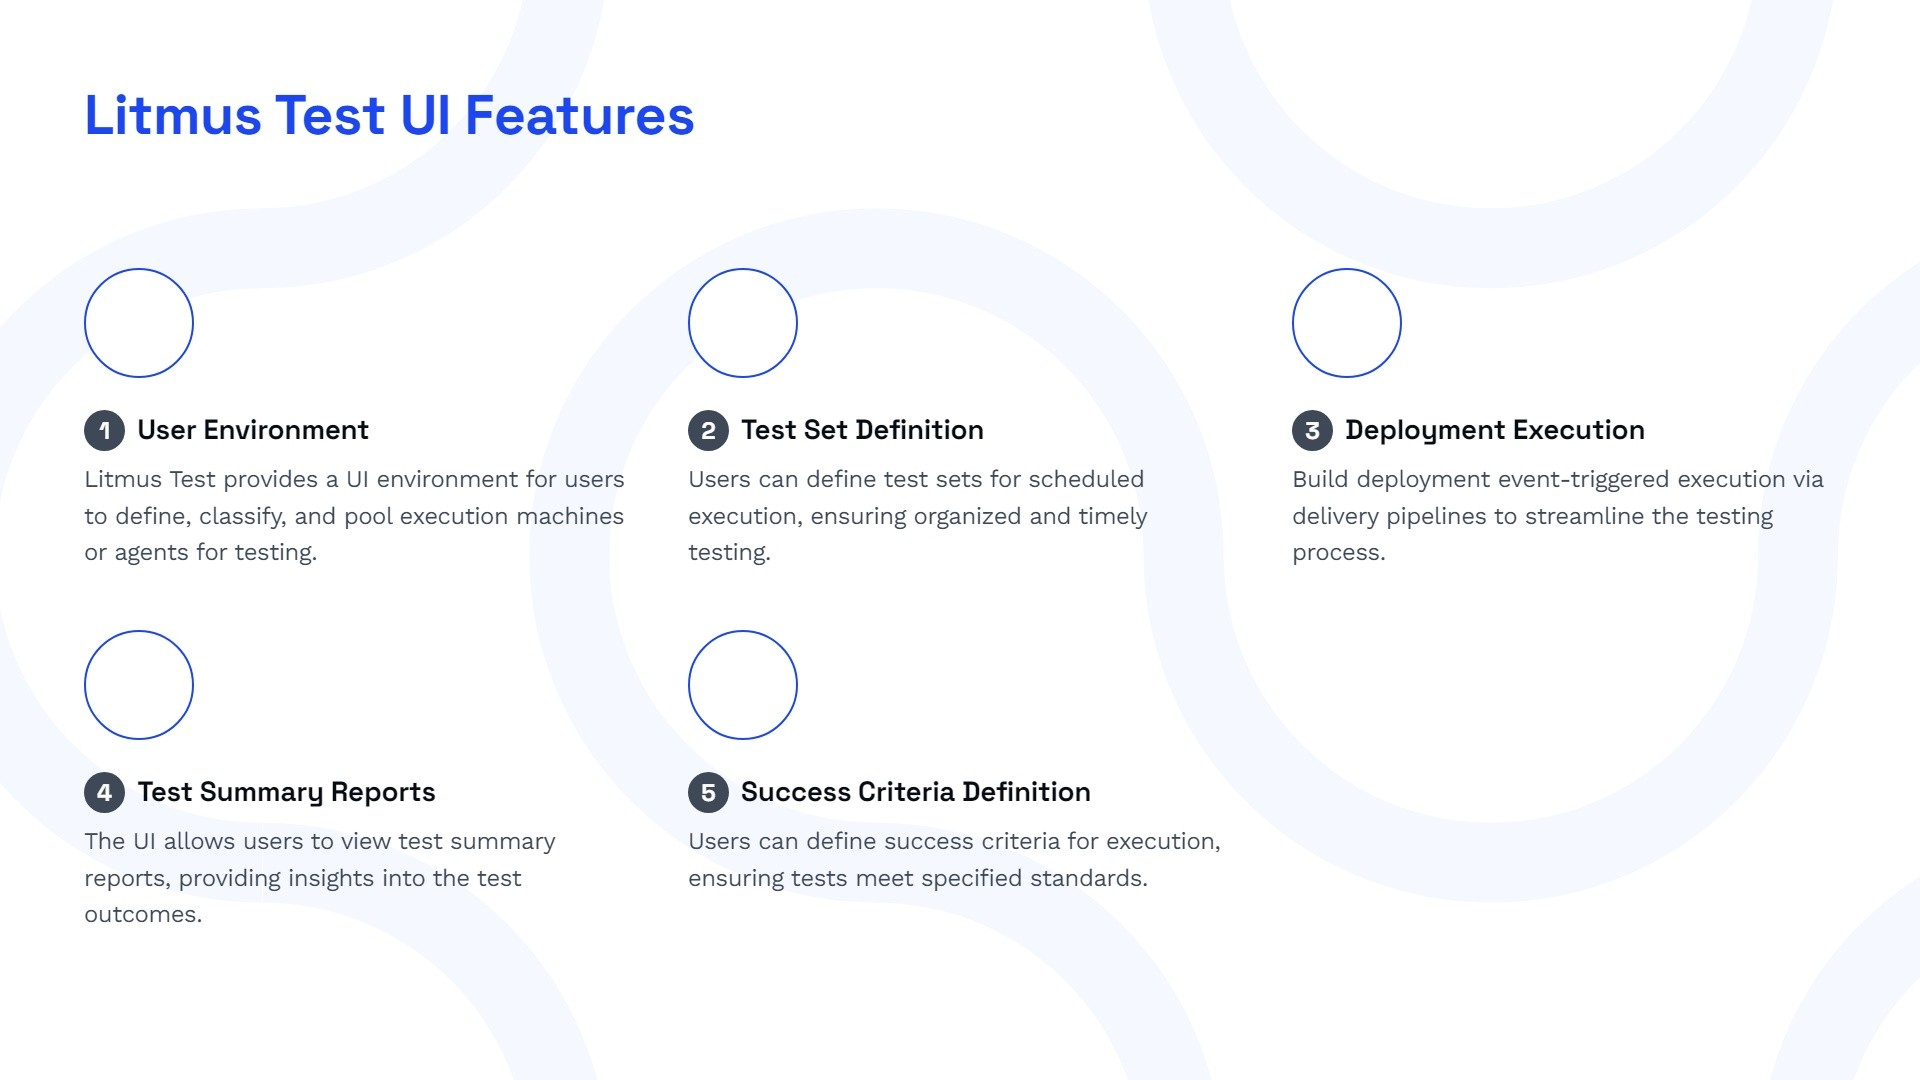 Litmus Test UI Features
1 User Environment
Litmus Test provides a UI environment for users
to define, classify, and pool execution machines
or agents for testing.
2 Test Set Definition
Users can define test sets for scheduled
execution, ensuring organized and timely
testing.
3 Deployment Execution
Build deployment event-triggered execution via
delivery pipelines to streamline the testing
process.
4 Test Summary Reports
The UI allows users to view test summary
reports, providing insights into the test
outcomes.
5 Success Criteria Definition
Users can define success criteria for execution,
ensuring tests meet specified standards.